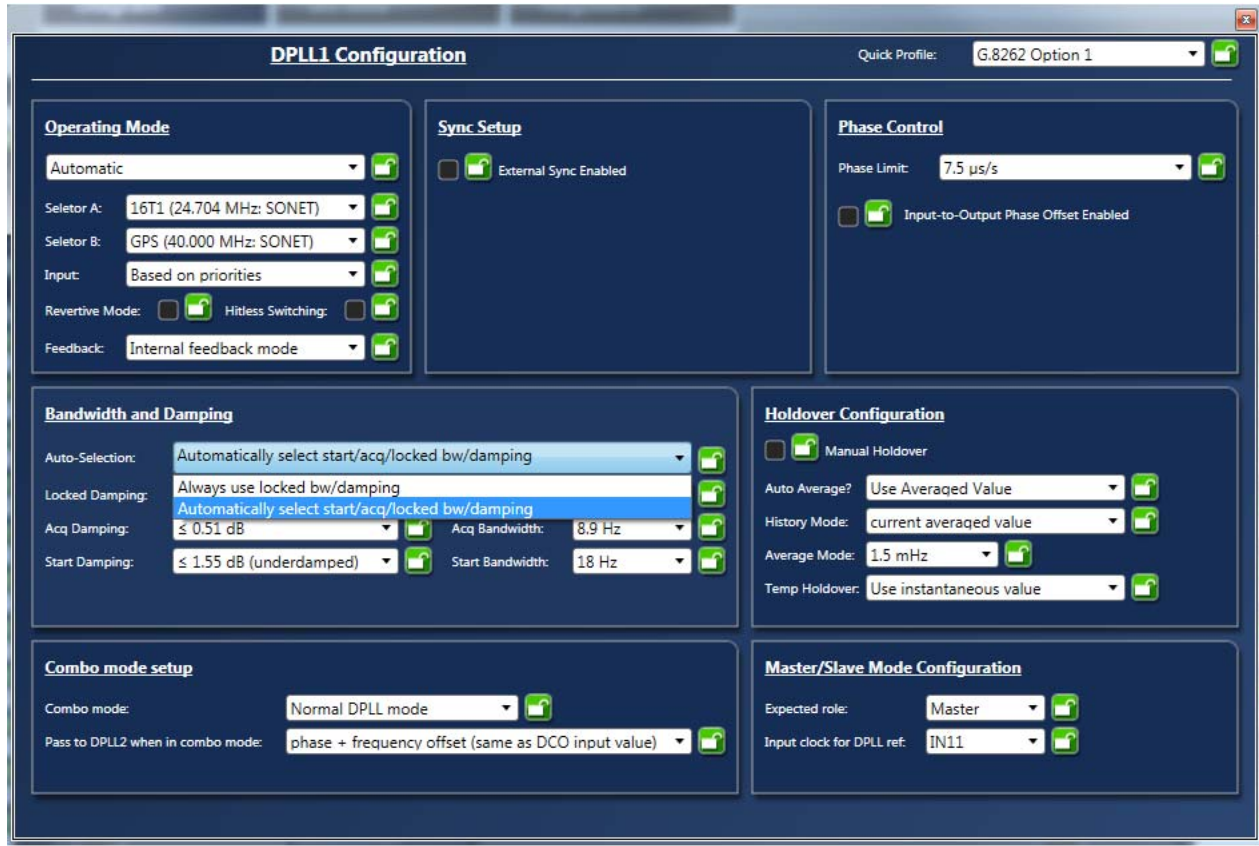 DPLL1 Configuration
Quick Profile: G.8262 Option 1
Operating Mode
Automatic
Seletor A: 16T1 (24.704 MHz: SONET)
Seletor B: GPS (40.000 MHz: SONET)
Input: Based on priorities
Revertive Mode: Hitless Switching:
Feedback: Internal feedback mode
Sync Setup
External Sync Enabled
Phase Control
Phase Limit: 7.5 µs/s
Input-to-Output Phase Offset Enabled
Bandwidth and Damping
Auto-Selection: Automatically select start/acq/locked bw/damping
Always use locked bw/damping
Automatically select start/acq/locked bw/damping
Locked Damping:
Acq Damping: ≤ 0.51 dB Acq Bandwidth: 8.9 Hz
Start Damping: ≤ 1.55 dB (underdamped) Start Bandwidth: 18 Hz
Holdover Configuration
Manual Holdover
Auto Average? Use Averaged Value
History Mode: current averaged value
Average Mode: 1.5 mHz
Temp Holdover: Use instantaneous value
Combo mode setup
Combo mode: Normal DPLL mode
Pass to DPLL2 when in combo mode: phase + frequency offset (same as DCO input value)
Master/Slave Mode Configuration
Expected role: Master
Input clock for DPLL ref: IN11